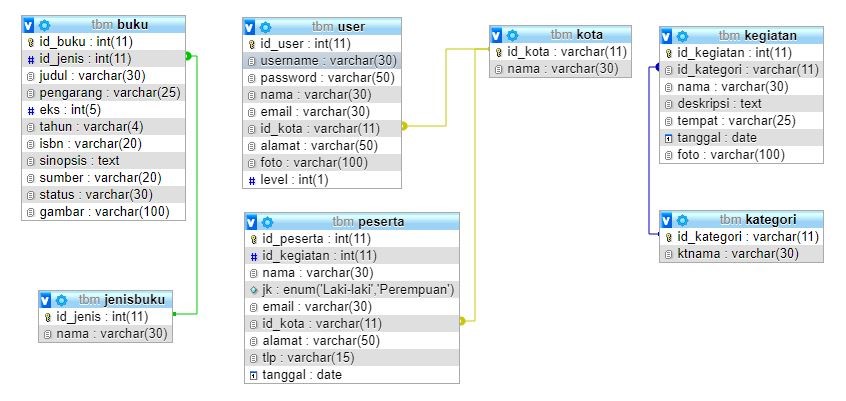 tbm buku
id_buku : int(11)
id_jenis : int(11)
judul : varchar(30)
pengarang : varchar(25)
eks : int(5)
tahun : varchar(4)
isbn : varchar(20)
sinopsis : text
sumber : varchar(20)
status : varchar(30)
gambar : varchar(100)
tbm jenisbuku
id_jenis : int(11)
nama : varchar(30)
tbm user
id_user : int(11)
username : varchar(30)
password : varchar(50)
nama : varchar(30)
email : varchar(30)
id_kota : varchar(11)
alamat : varchar(50)
foto : varchar(100)
level : int(1)
tbm peserta
id_peserta : int(11)
id_kegiatan : int(11)
nama : varchar(30)
jk : enum('Laki-laki','Perempuan')
email : varchar(30)
id_kota : varchar(11)
alamat : varchar(50)
tlp : varchar(15)
tanggal : date
tbm kota
id_kota : varchar(11)
nama : varchar(30)
tbm kegiatan
id_kegiatan : int(11)
id_kategori : varchar(11)
nama : varchar(30)
deskripsi : text
tempat : varchar(25)
tanggal : date
foto : varchar(100)
tbm kategori
id_kategori : varchar(11)
ktnama : varchar(30)